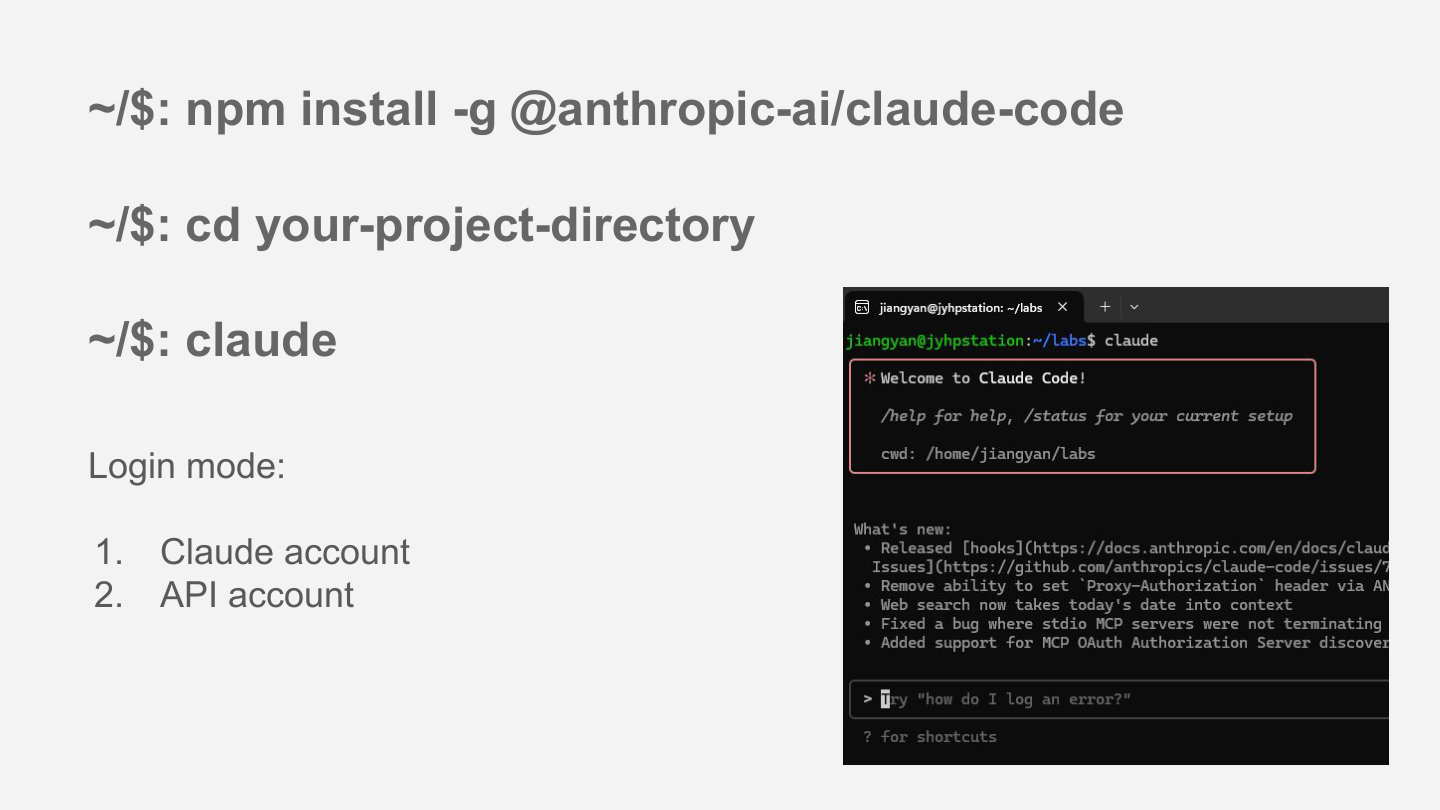 ~/$: npm install -g @anthropic-ai/claude-code
~/$: cd your-project-directory
~/$: claude
Login mode:
1. Claude account
2. API account
jiangyan@jyhpstation: ~/labs
jiangyan@jyhpstation:~/labs$ claude
* Welcome to Claude Code!
/help for help, /status for your current setup
cwd: /home/jiangyan/labs
What's new:
• Released [hooks](https://docs.anthropic.com/en/docs/claud
Issues](https://github.com/anthropics/claude-code/issues/7
• Remove ability to set `Proxy-Authorization` header via AN
• Web search now takes today's date into context
• Fixed a bug where stdio MCP servers were not terminating
• Added support for MCP OAuth Authorization Server discover
> Try "how do I log an error?"
? for shortcuts